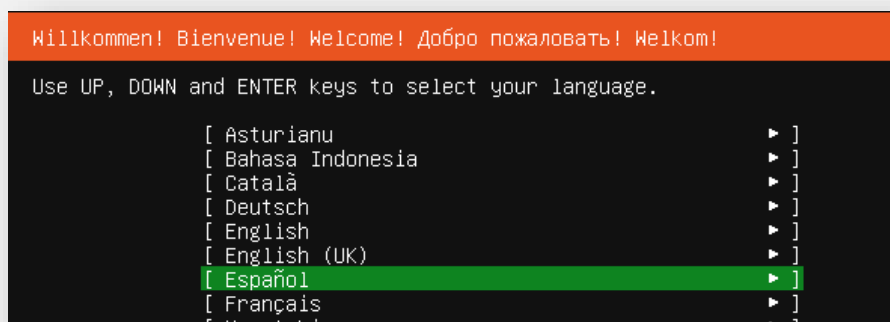 Willkommen! Bienvenue! Welcome! Добро пожаловать! Welkom!
Use UP, DOWN and ENTER keys to select your language.
[ Asturianu ► ]
[ Bahasa Indonesia ► ]
[ Català ► ]
[ Deutsch ► ]
[ English ► ]
[ English (UK) ► ]
[ Español ► ]
[ Français ► ]